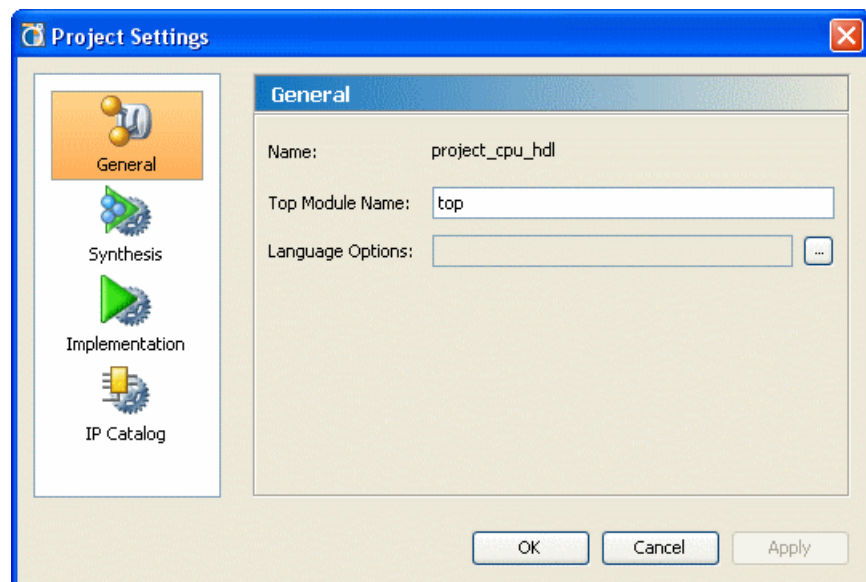 Project Settings
General
Synthesis
Implementation
IP Catalog
General
Name: project_cpu_hdl
Top Module Name: top
Language Options: ...
OK Cancel Apply